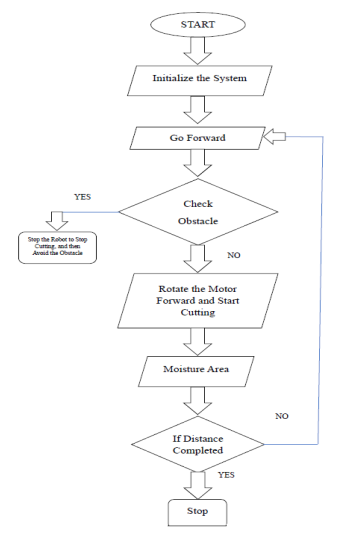 START
Initialize the System
Go Forward
Check
Obstacle
YES
Stop the Robot to Stop
Cutting, and then
Avoid the Obstacle
NO
Rotate the Motor
Forward and Start
Cutting
Moisture Area
If Distance
Completed
NO
YES
Stop